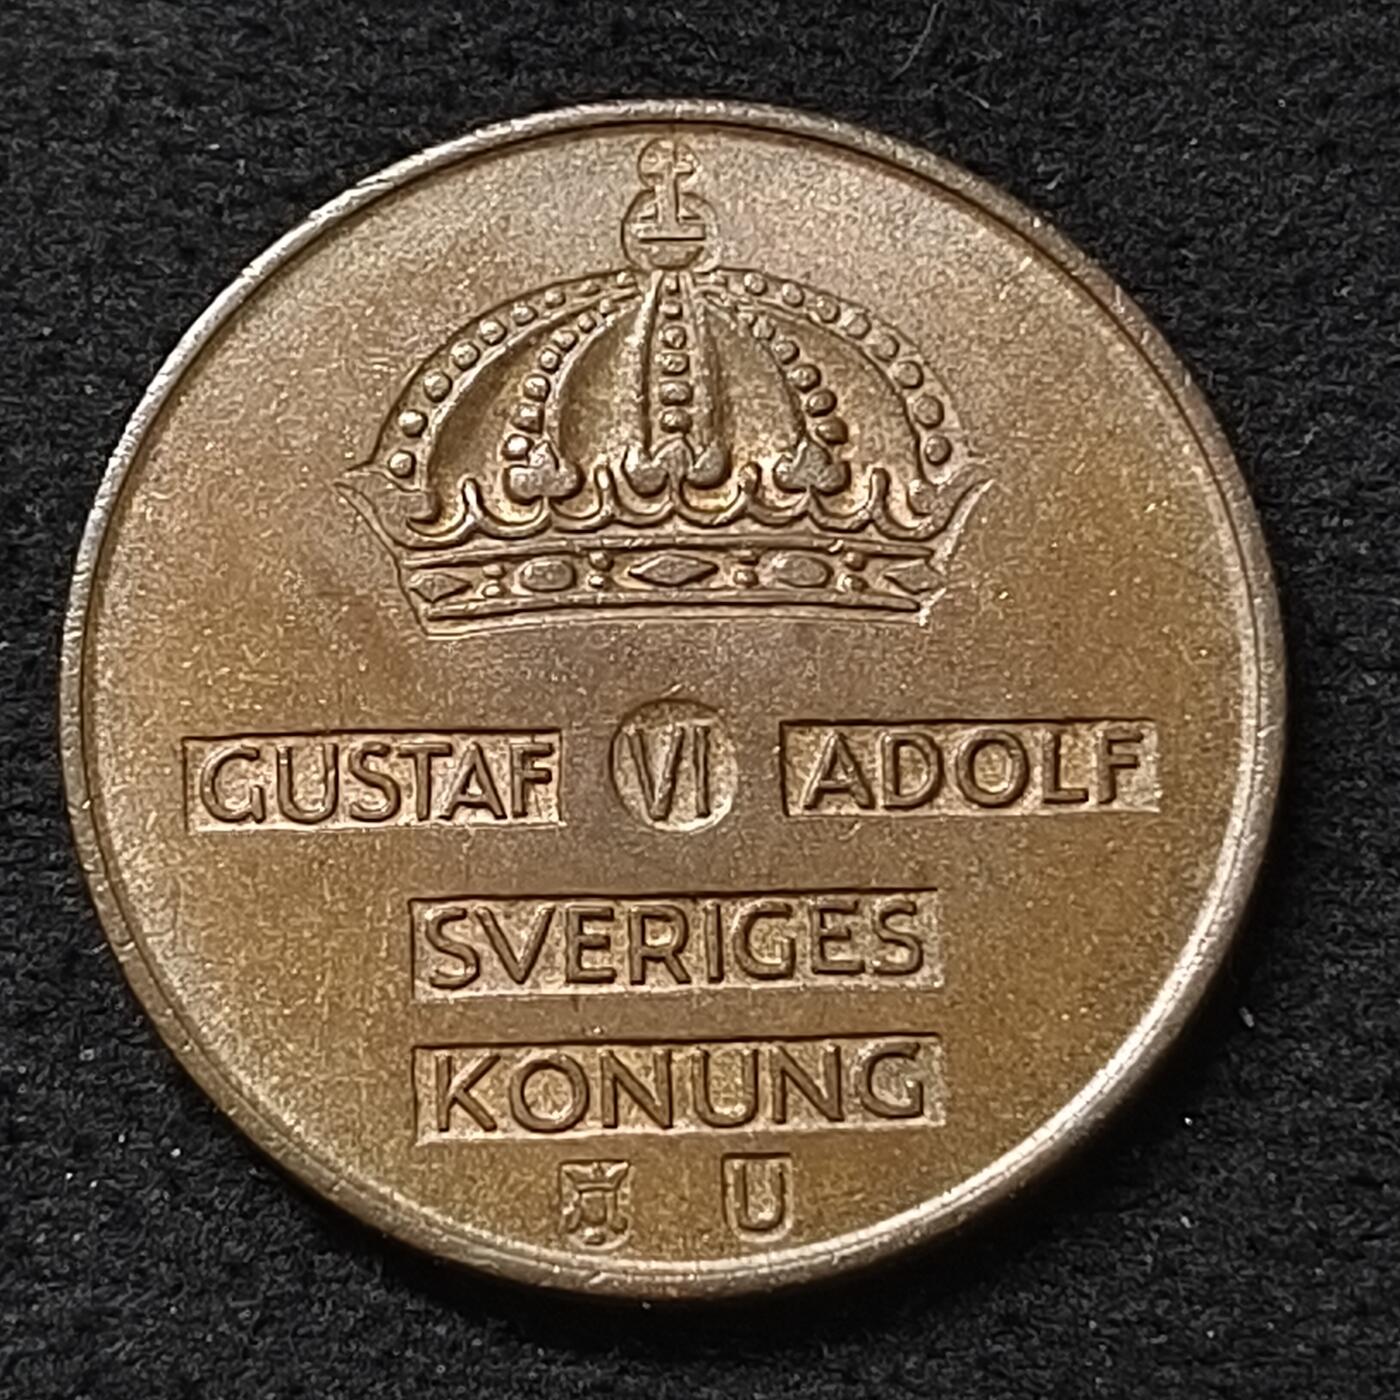 GUSTAF VI ADOLF
SVERIGES
KONUNG
U